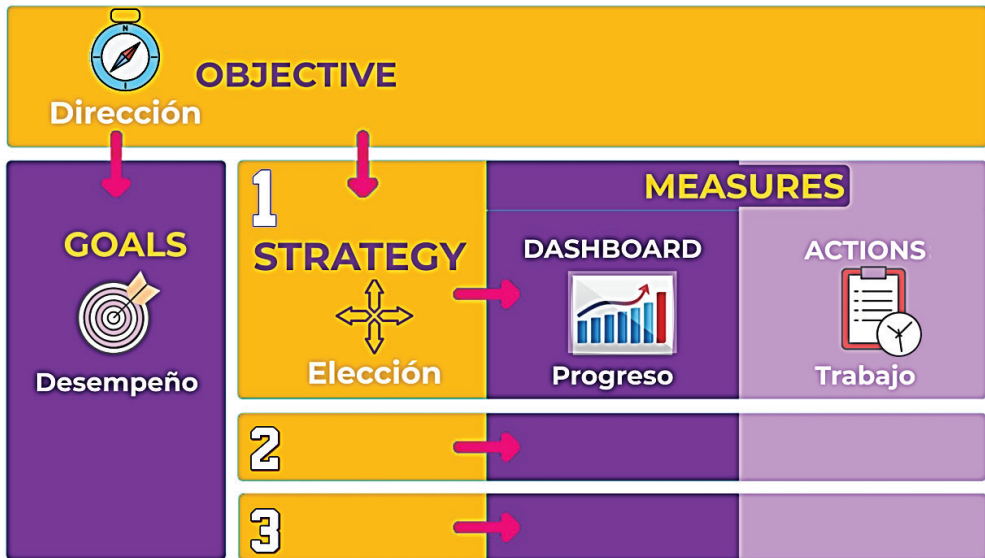 N
OBJECTIVE
Dirección
GOALS
Desempeño
1
STRATEGY
Elección
MEASURES
DASHBOARD
Progreso
ACTIONS
Trabajo
2
3